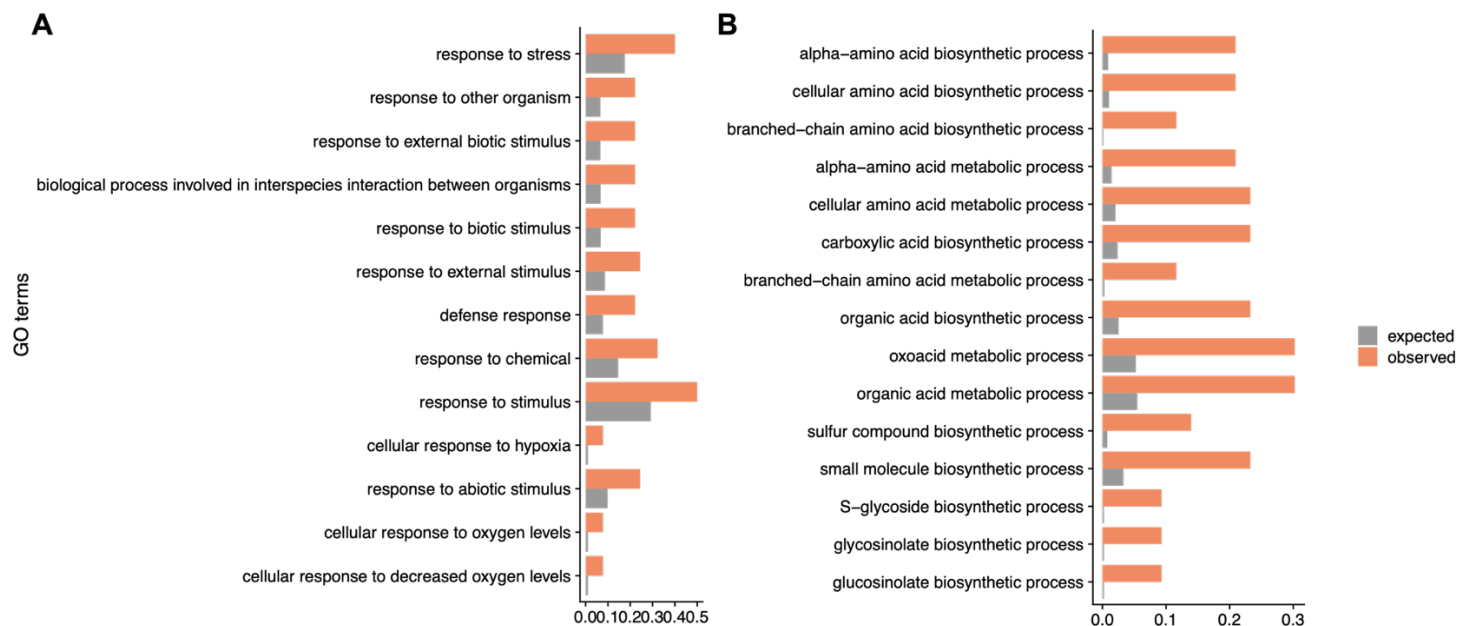 A
GO terms
response to stress
response to other organism
response to external biotic stimulus
biological process involved in interspecies interaction between organisms
response to biotic stimulus
response to external stimulus
defense response
response to chemical
response to stimulus
cellular response to hypoxia
response to abiotic stimulus
cellular response to oxygen levels
cellular response to decreased oxygen levels
0.00.10.20.30.40.5
B
alpha−amino acid biosynthetic process
cellular amino acid biosynthetic process
branched−chain amino acid biosynthetic process
alpha−amino acid metabolic process
cellular amino acid metabolic process
carboxylic acid biosynthetic process
branched−chain amino acid metabolic process
organic acid biosynthetic process
oxoacid metabolic process
organic acid metabolic process
sulfur compound biosynthetic process
small molecule biosynthetic process
S−glycoside biosynthetic process
glycosinolate biosynthetic process
glucosinolate biosynthetic process
0.0 0.1 0.2 0.3
expected
observed